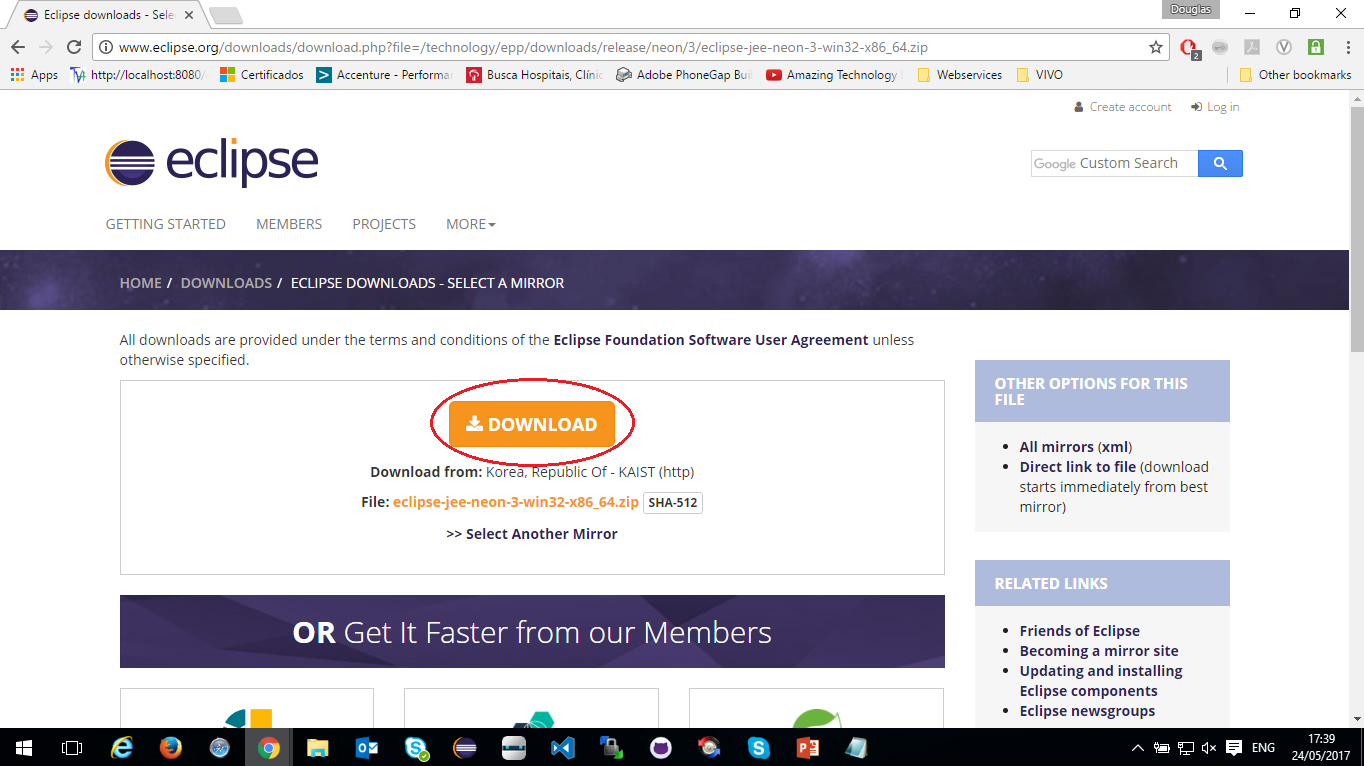 Eclipse downloads - Sele
Douglas
www.eclipse.org/downloads/download.php?file=/technology/epp/downloads/release/neon/3/eclipse-jee-neon-3-win32-x86_64.zip
2
Apps
http://localhost:8080/
Certificados
Accenture - Performan
Busca Hospitais, Clínic
Adobe PhoneGap Bui
Amazing Technology
Webservices
VIVO
Other bookmarks
Create account
Log in
eclipse
Google Custom Search
GETTING STARTED
MEMBERS
PROJECTS
MORE
HOME / DOWNLOADS / ECLIPSE DOWNLOADS - SELECT A MIRROR
All downloads are provided under the terms and conditions of the Eclipse Foundation Software User Agreement unless
otherwise specified.
DOWNLOAD
Download from: Korea, Republic Of - KAIST (http)
File: eclipse-jee-neon-3-win32-x86_64.zip SHA-512
>> Select Another Mirror
OR Get It Faster from our Members
OTHER OPTIONS FOR THIS
FILE
All mirrors (xml)
Direct link to file (download
starts immediately from best
mirror)
RELATED LINKS
Friends of Eclipse
Becoming a mirror site
Updating and installing
Eclipse components
Eclipse newsgroups
ENG
17:39
24/05/2017